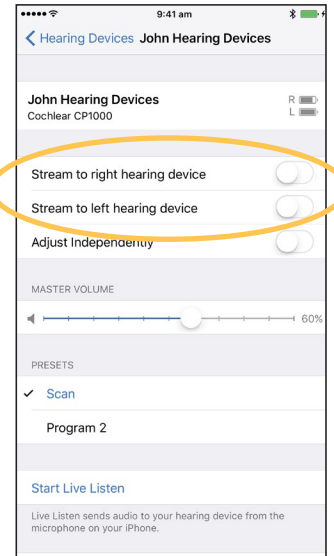 9:41 am
Hearing Devices John Hearing Devices
John Hearing Devices
R
Cochlear CP1000
L
Stream to right hearing device
Stream to left hearing device
Adjust Independently
MASTER VOLUME
60%
PRESETS
✓ Scan
Program 2
Start Live Listen
Live Listen sends audio to your hearing device from the
microphone on your iPhone.